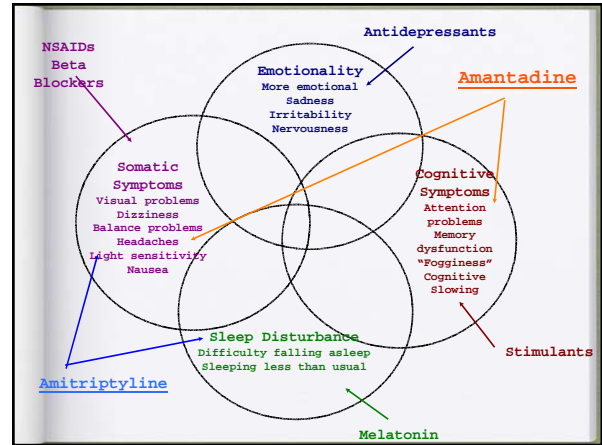 Antidepressants
NSAIDs
Beta
Blockers
Emotionality
More emotional
Sadness
Irritability
Nervousness
Amantadine
Somatic
Symptoms
Visual problems
Dizziness
Balance problems
Headaches
Light sensitivity
Nausea
Cognitive
Symptoms
Attention
problems
Memory
dysfunction
“Fogginess”
Cognitive
Slowing
Sleep Disturbance
Difficulty falling asleep
Sleeping less than usual
Stimulants
Amitriptyline
Melatonin